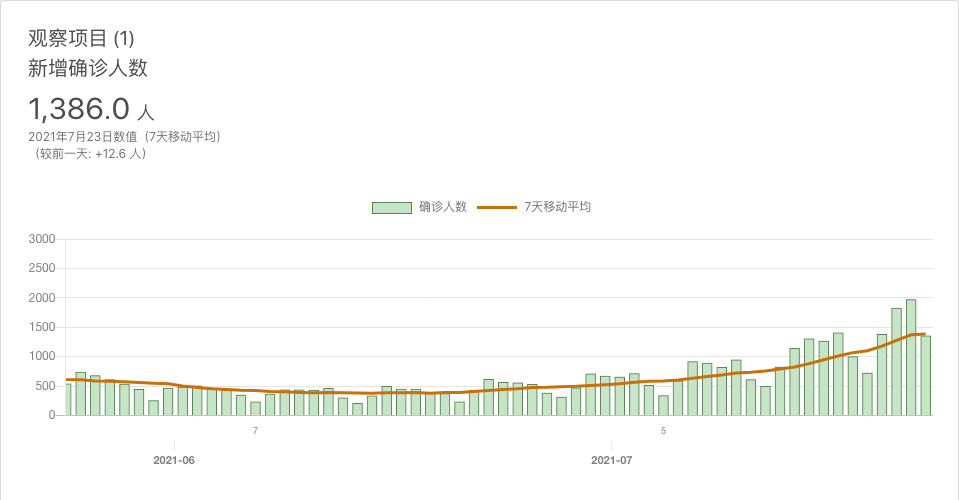 观察项目 (1)
新增确诊人数
1,386.0 人
2021年7月23日数值（7天移动平均）
（较前一天: +12.6 人）
确诊人数 7天移动平均
3000
2500
2000
1500
1000
500
0
7 5
2021-06 2021-07